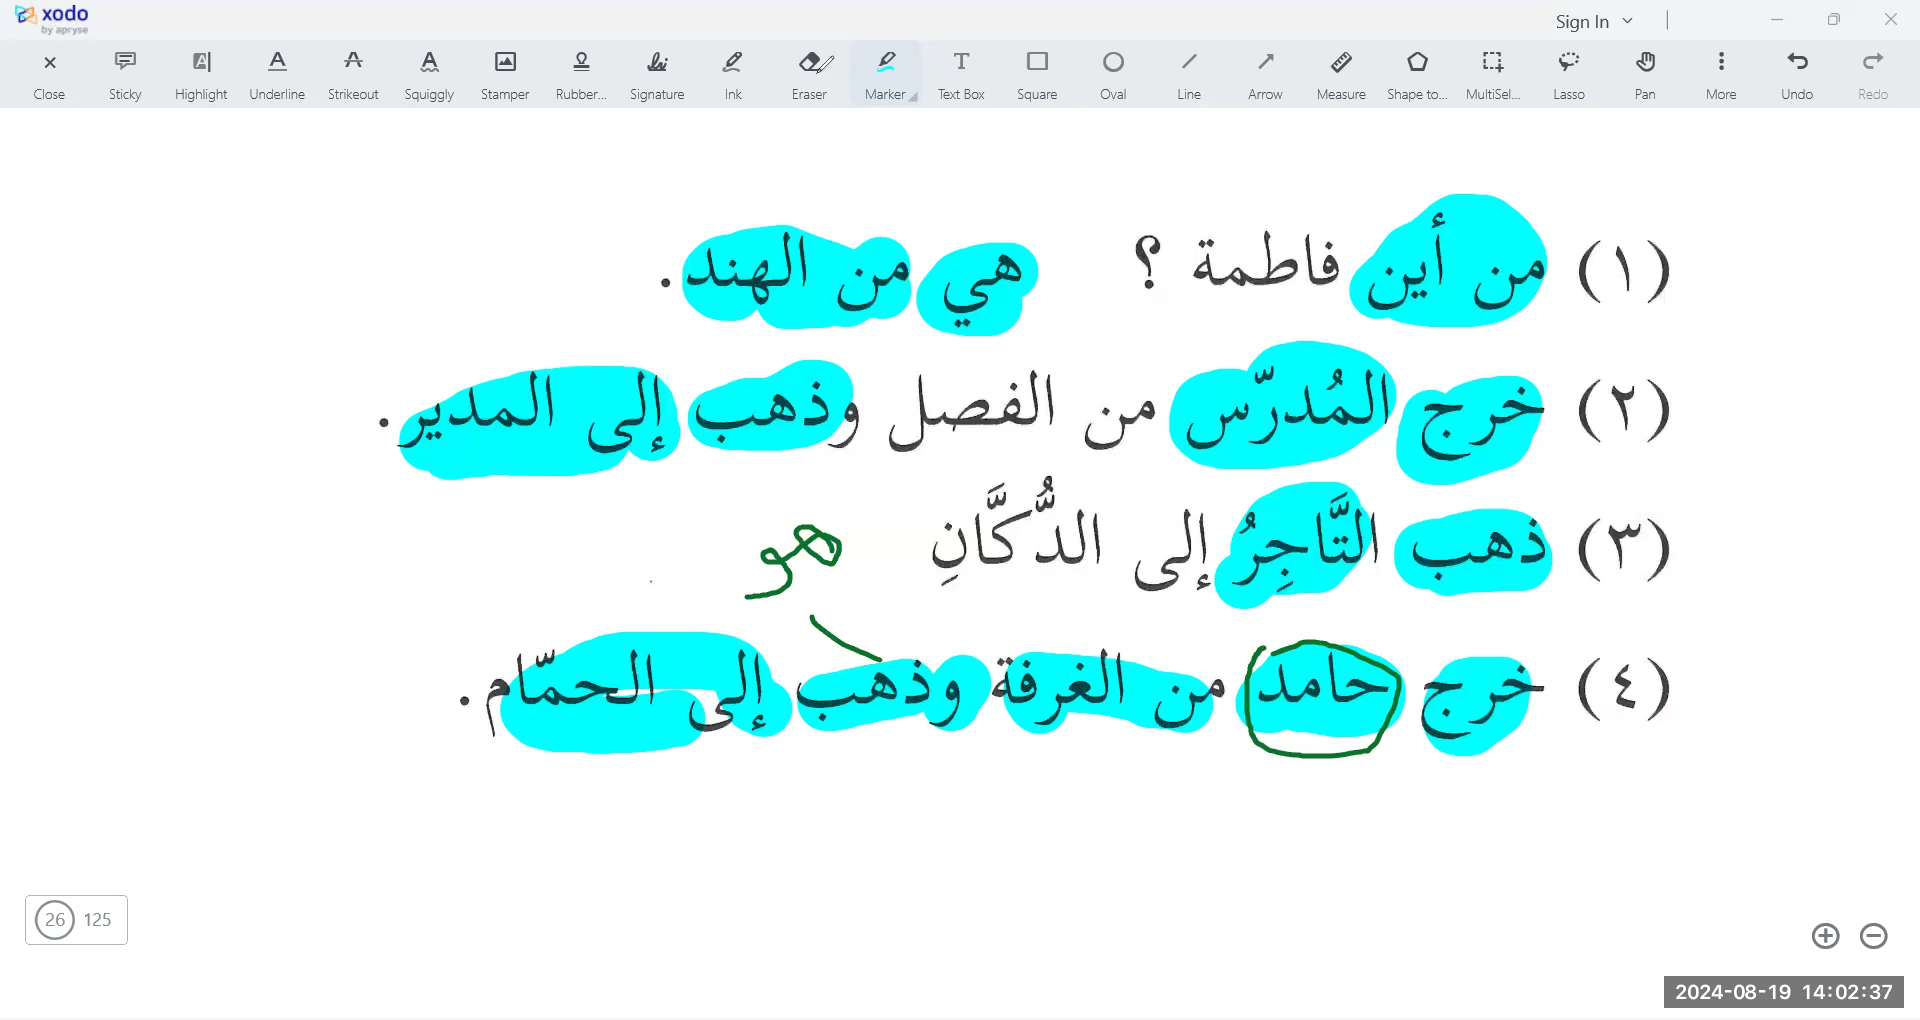 xodo
by apryse
Sign In
Close Sticky Highlight Underline Strikeout Squiggly Stamper Rubber... Signature Ink Eraser Marker Text Box Square Oval Line Arrow Measure Shape to... MultiSel... Lasso Pan More Undo Redo
(١) من أين فاطمة ؟ هي من الهند .
(٢) خرج المُدرّس من الفصل وذهب إلى المدير .
(٣) ذهب التَّاجِرُ إلى الدُّكَّانِ
هو
(٤) خرج حامد من الغرفة وذهب إلى الحمّام .
26 125
2024-08-19 14:02:37